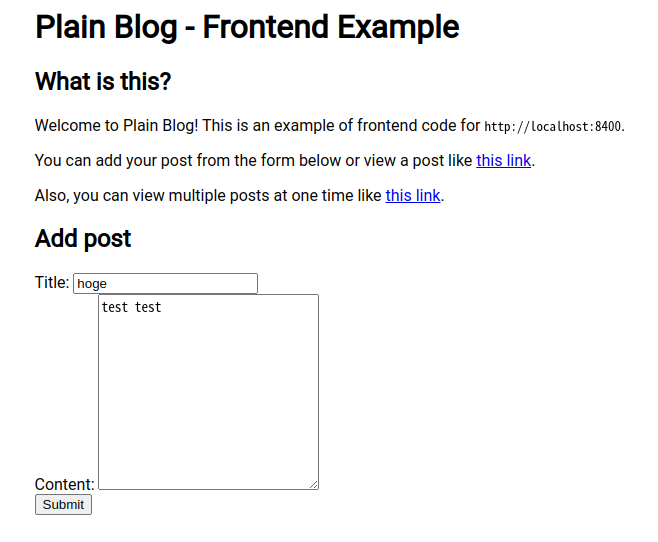 Plain Blog - Frontend Example
What is this?
Welcome to Plain Blog! This is an example of frontend code for http://localhost:8400.
You can add your post from the form below or view a post like this link.
Also, you can view multiple posts at one time like this link.
Add post
Title: hoge
test test
Content:
Submit